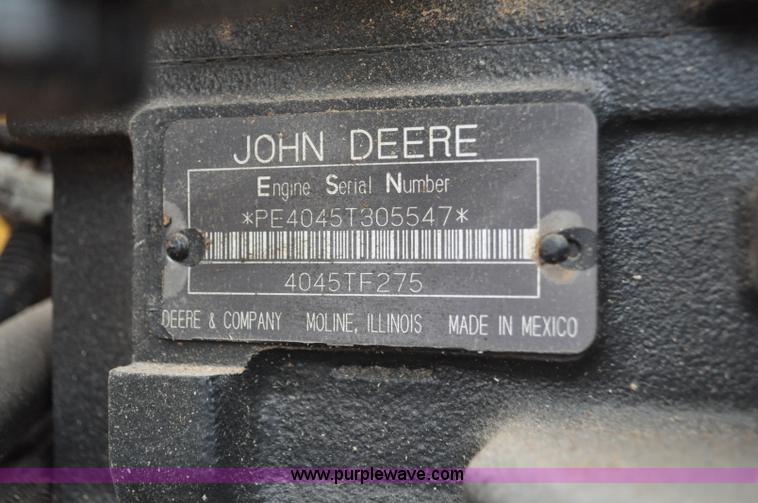 JOHN DEERE
Engine Serial Number
*PE4045T305547*
4045TF275
DEERE & COMPANY MOLINE, ILLINOIS MADE IN MEXICO
www.purplewave.com